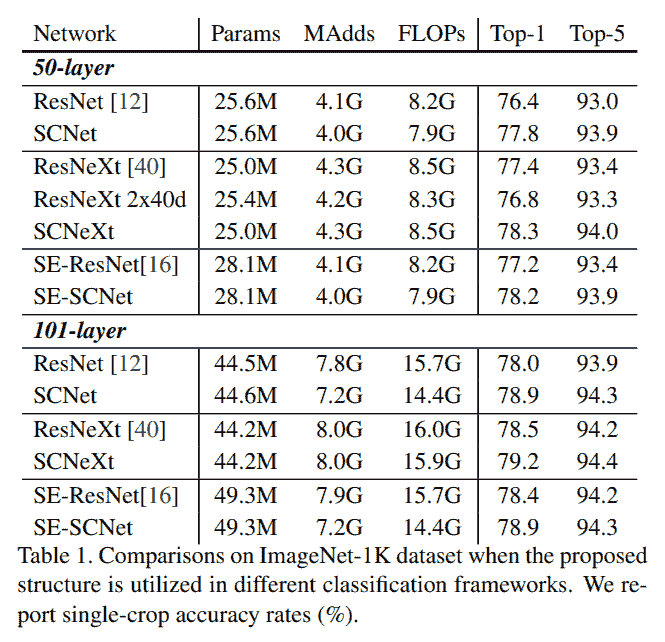 Network Params MAdds FLOPs Top-1 Top-5
50-layer
ResNet [12] 25.6M 4.1G 8.2G 76.4 93.0
SCNet 25.6M 4.0G 7.9G 77.8 93.9
ResNeXt [40] 25.0M 4.3G 8.5G 77.4 93.4
ResNeXt 2x40d 25.4M 4.2G 8.3G 76.8 93.3
SCNeXt 25.0M 4.3G 8.5G 78.3 94.0
SE-ResNet[16] 28.1M 4.1G 8.2G 77.2 93.4
SE-SCNet 28.1M 4.0G 7.9G 78.2 93.9
101-layer
ResNet [12] 44.5M 7.8G 15.7G 78.0 93.9
SCNet 44.6M 7.2G 14.4G 78.9 94.3
ResNeXt [40] 44.2M 8.0G 16.0G 78.5 94.2
SCNeXt 44.2M 8.0G 15.9G 79.2 94.4
SE-ResNet[16] 49.3M 7.9G 15.7G 78.4 94.2
SE-SCNet 49.3M 7.2G 14.4G 78.9 94.3
Table 1. Comparisons on ImageNet-1K dataset when the proposed
structure is utilized in different classification frameworks. We re-
port single-crop accuracy rates (%).